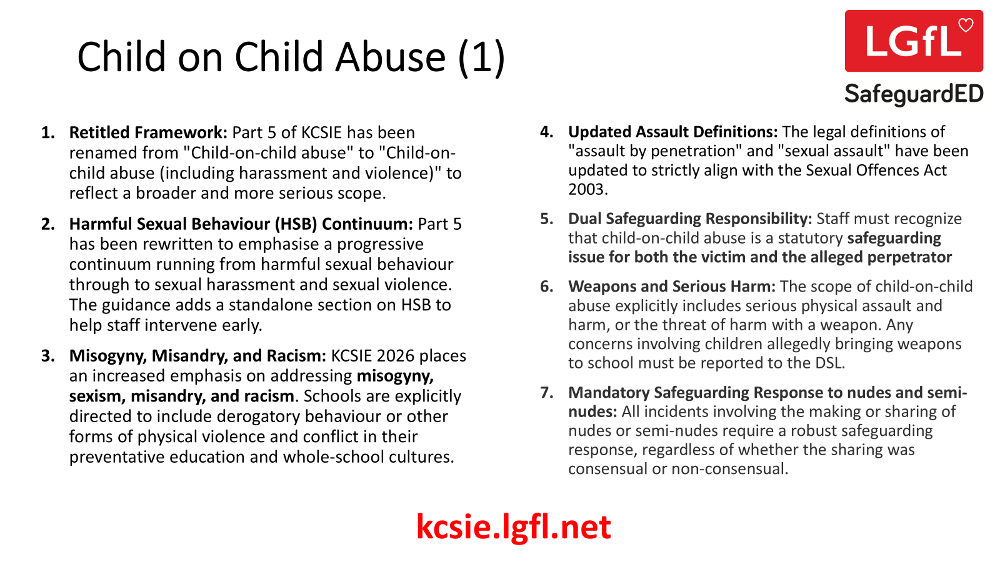 Child on Child Abuse (1)
LGfL
SafeguardED
1. Retitled Framework: Part 5 of KCSIE has been
renamed from "Child-on-child abuse" to "Child-on-
child abuse (including harassment and violence)" to
reflect a broader and more serious scope.
2. Harmful Sexual Behaviour (HSB) Continuum: Part 5
has been rewritten to emphasise a progressive
continuum running from harmful sexual behaviour
through to sexual harassment and sexual violence.
The guidance adds a standalone section on HSB to
help staff intervene early.
3. Misogyny, Misandry, and Racism: KCSIE 2026 places
an increased emphasis on addressing misogyny,
sexism, misandry, and racism. Schools are explicitly
directed to include derogatory behaviour or other
forms of physical violence and conflict in their
preventative education and whole-school cultures.
4. Updated Assault Definitions: The legal definitions of
"assault by penetration" and "sexual assault" have been
updated to strictly align with the Sexual Offences Act
2003.
5. Dual Safeguarding Responsibility: Staff must recognize
that child-on-child abuse is a statutory safeguarding
issue for both the victim and the alleged perpetrator
6. Weapons and Serious Harm: The scope of child-on-child
abuse explicitly includes serious physical assault and
harm, or the threat of harm with a weapon. Any
concerns involving children allegedly bringing weapons
to school must be reported to the DSL.
7. Mandatory Safeguarding Response to nudes and semi-
nudes: All incidents involving the making or sharing of
nudes or semi-nudes require a robust safeguarding
response, regardless of whether the sharing was
consensual or non-consensual.
kcsie.lgfl.net